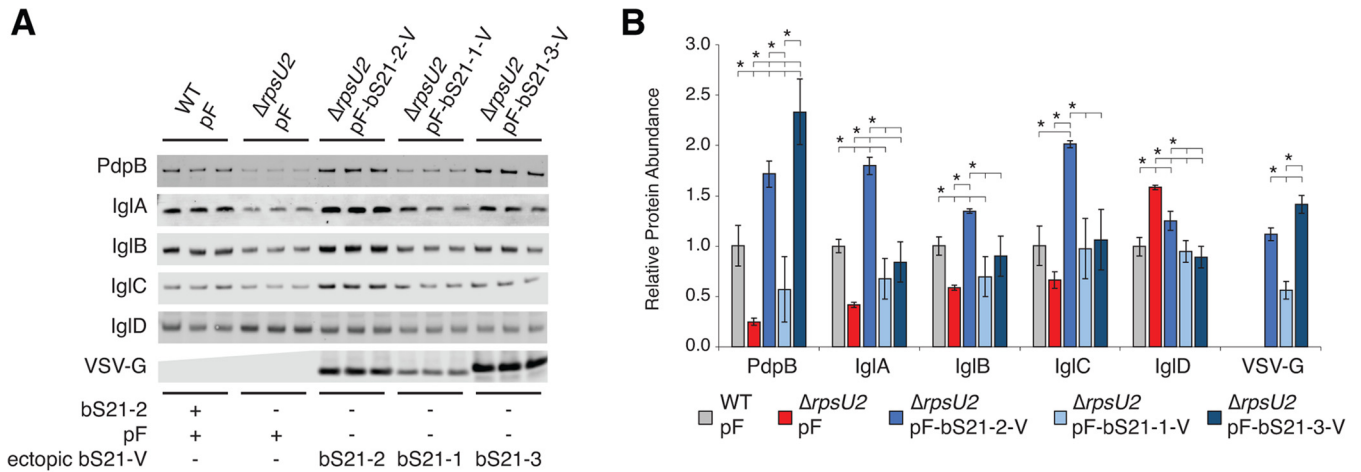 A
WT pF
ΔrpsU2 pF
ΔrpsU2 pF-bS21-2-V
ΔrpsU2 pF-bS21-1-V
ΔrpsU2 pF-bS21-3-V
PdpB
IglA
IglB
IglC
IglD
VSV-G
bS21-2 + - - - -
pF + + - - -
ectopic bS21-V - - bS21-2 bS21-1 bS21-3
B
Relative Protein Abundance
3.0
2.5
2.0
1.5
1.0
0.5
0.0
* * * * *
* * * *
* * * *
* * * *
* * * *
* *
PdpB IglA IglB IglC IglD VSV-G
WT ΔrpsU2 ΔrpsU2 ΔrpsU2 ΔrpsU2
pF pF pF-bS21-2-V pF-bS21-1-V pF-bS21-3-V